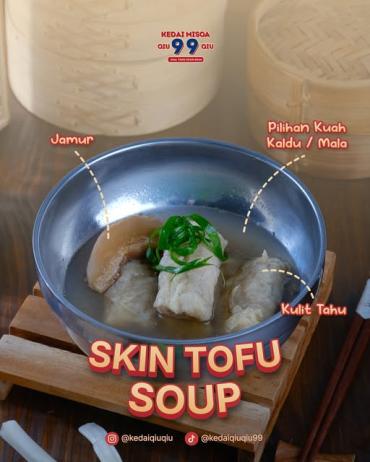 KEDAI MISOA
QIU 99 QIU
Jamur
Pilihan Kuah
Kaldu / Mala
Kulit Tahu
SKIN TOFU
SOUP
@kedaiqiuqiu
@kedaiqiuqiu99